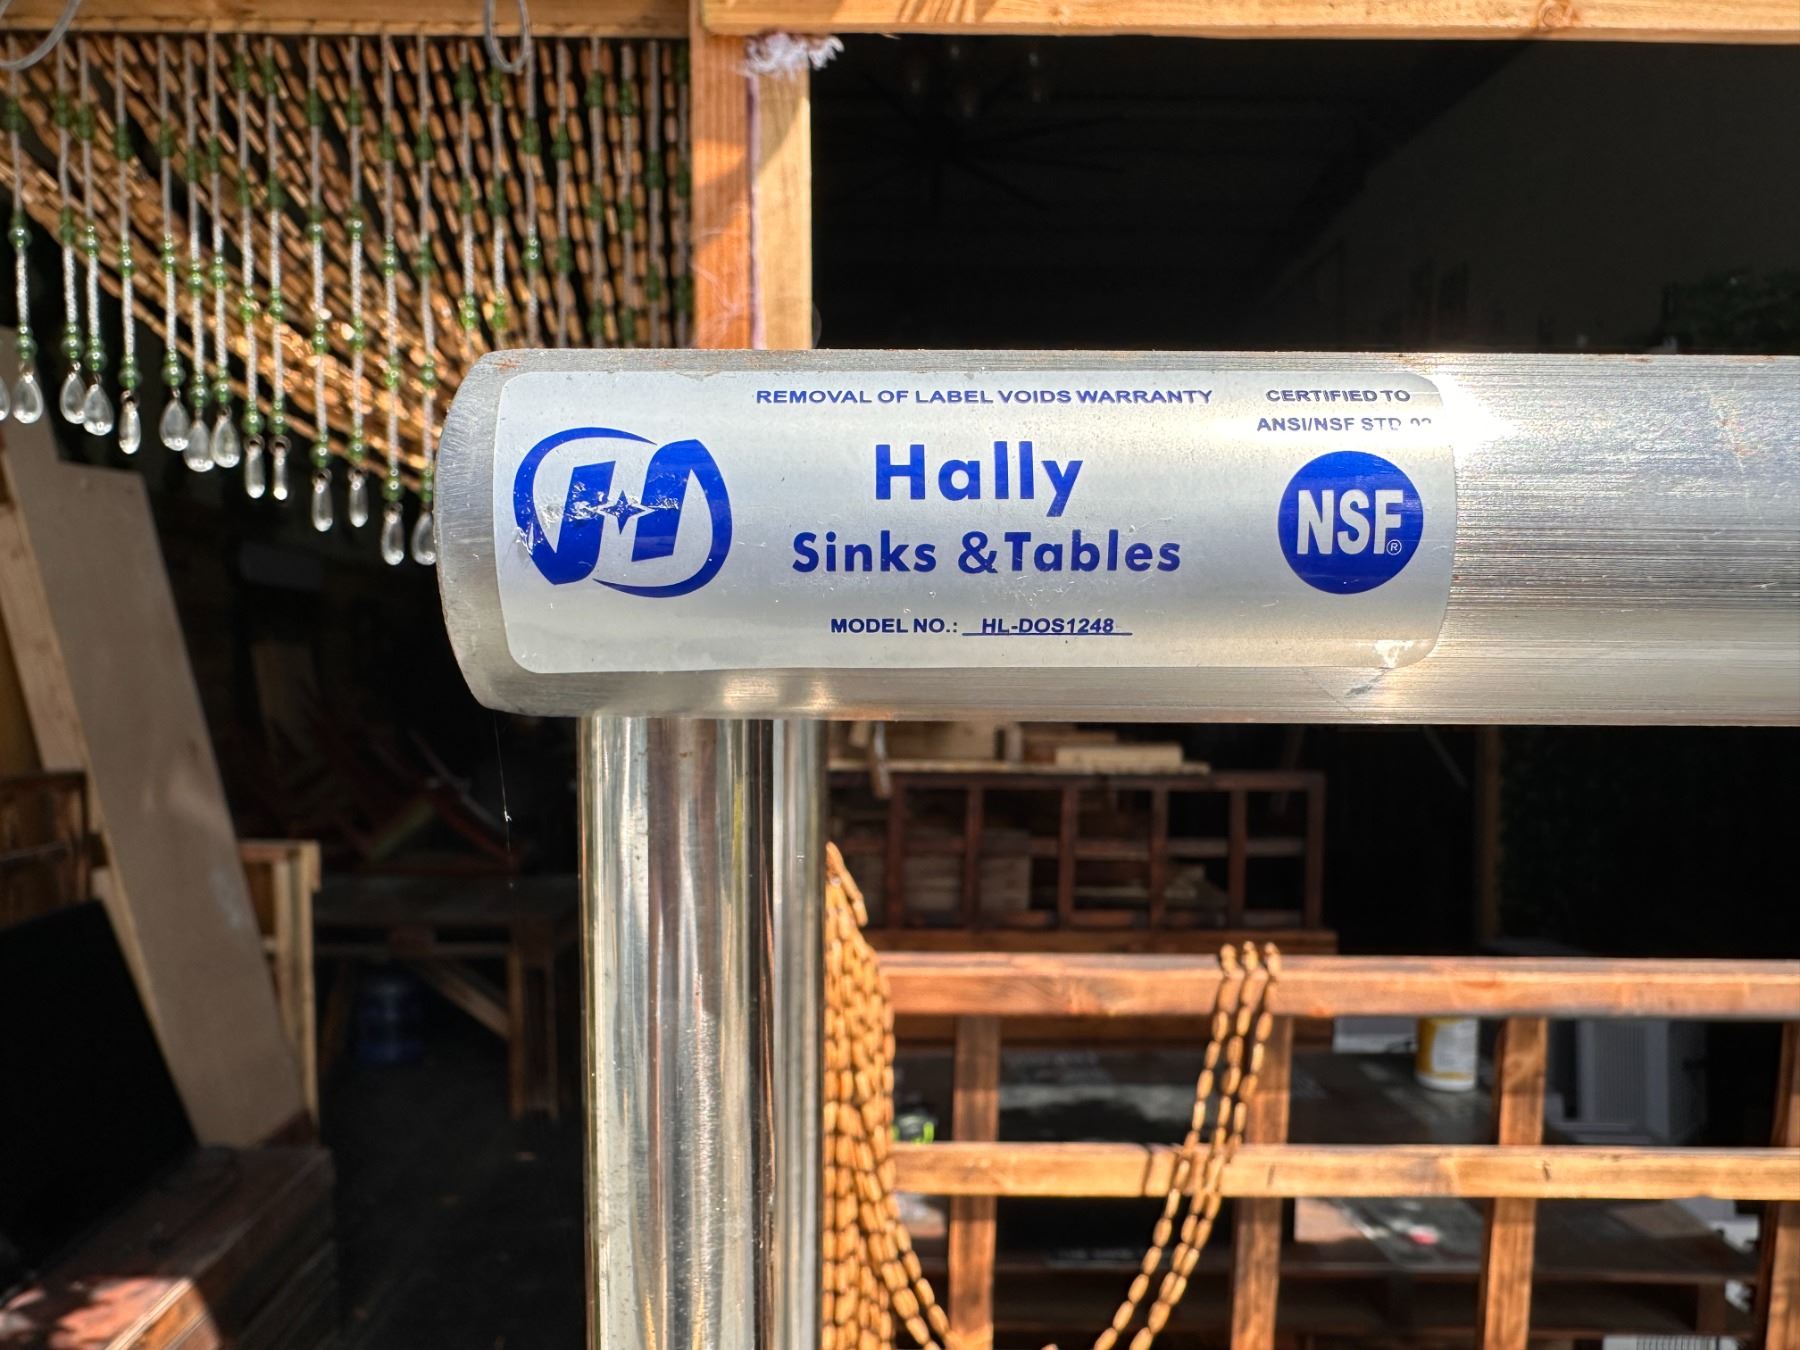 REMOVAL OF LABEL VOIDS WARRANTY
CERTIFIED TO
ANSI/NSF STD
Hally
Sinks &Tables
NSF®
MODEL NO.: HL-DOS1248